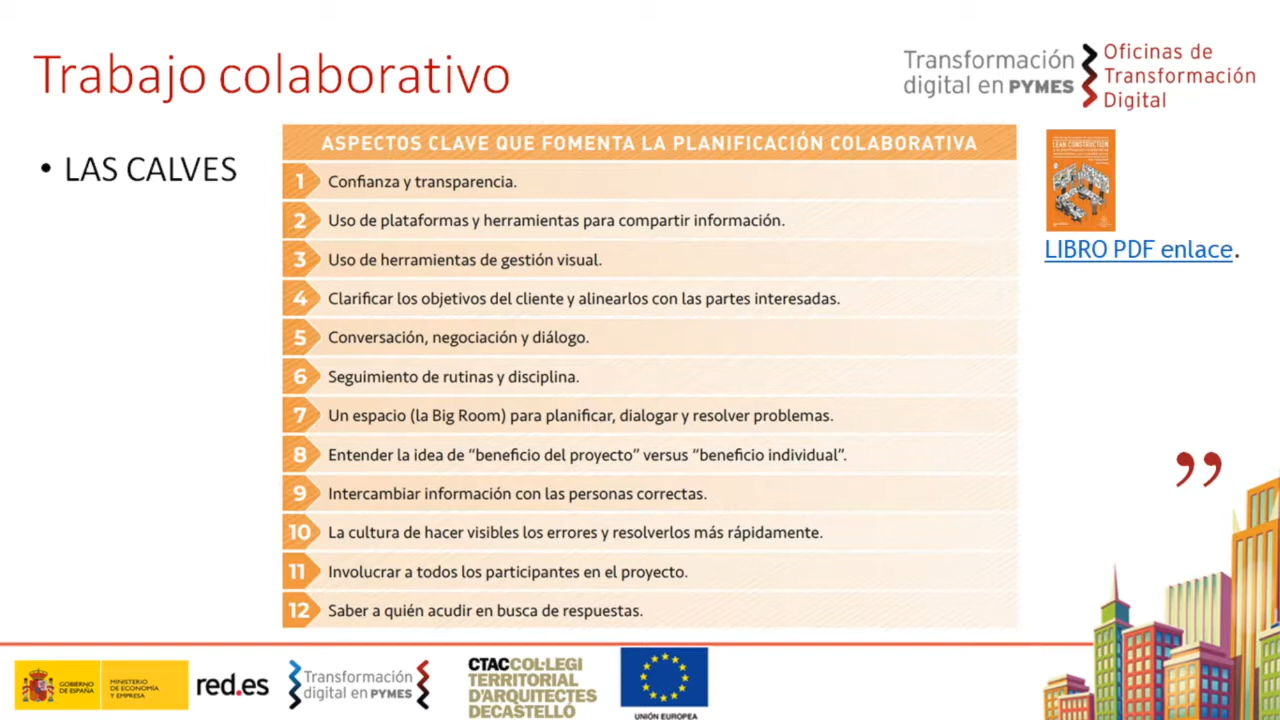 Trabajo colaborativo
Transformación
digital en PYMES
Oficinas de
Transformación
Digital
• LAS CALVES
ASPECTOS CLAVE QUE FOMENTA LA PLANIFICACIÓN COLABORATIVA
1 Confianza y transparencia.
2 Uso de plataformas y herramientas para compartir información.
3 Uso de herramientas de gestión visual.
4 Clarificar los objetivos del cliente y alinearlos con las partes interesadas.
5 Conversación, negociación y diálogo.
6 Seguimiento de rutinas y disciplina.
7 Un espacio (la Big Room) para planificar, dialogar y resolver problemas.
8 Entender la idea de “beneficio del proyecto” versus “beneficio individual”.
9 Intercambiar información con las personas correctas.
10 La cultura de hacer visibles los errores y resolverlos más rápidamente.
11 Involucrar a todos los participantes en el proyecto.
12 Saber a quién acudir en busca de respuestas.
LEAN CONSTRUCTION
LIBRO PDF enlace.
”
GOBIERNO
DE ESPAÑA
MINISTERIO
DE ECONOMÍA
Y EMPRESA
red.es
Transformación
digital en PYMES
CTAC COL·LEGI
TERRITORIAL
D'ARQUITECTES
DECASTELLÓ
UNIÓN EUROPEA